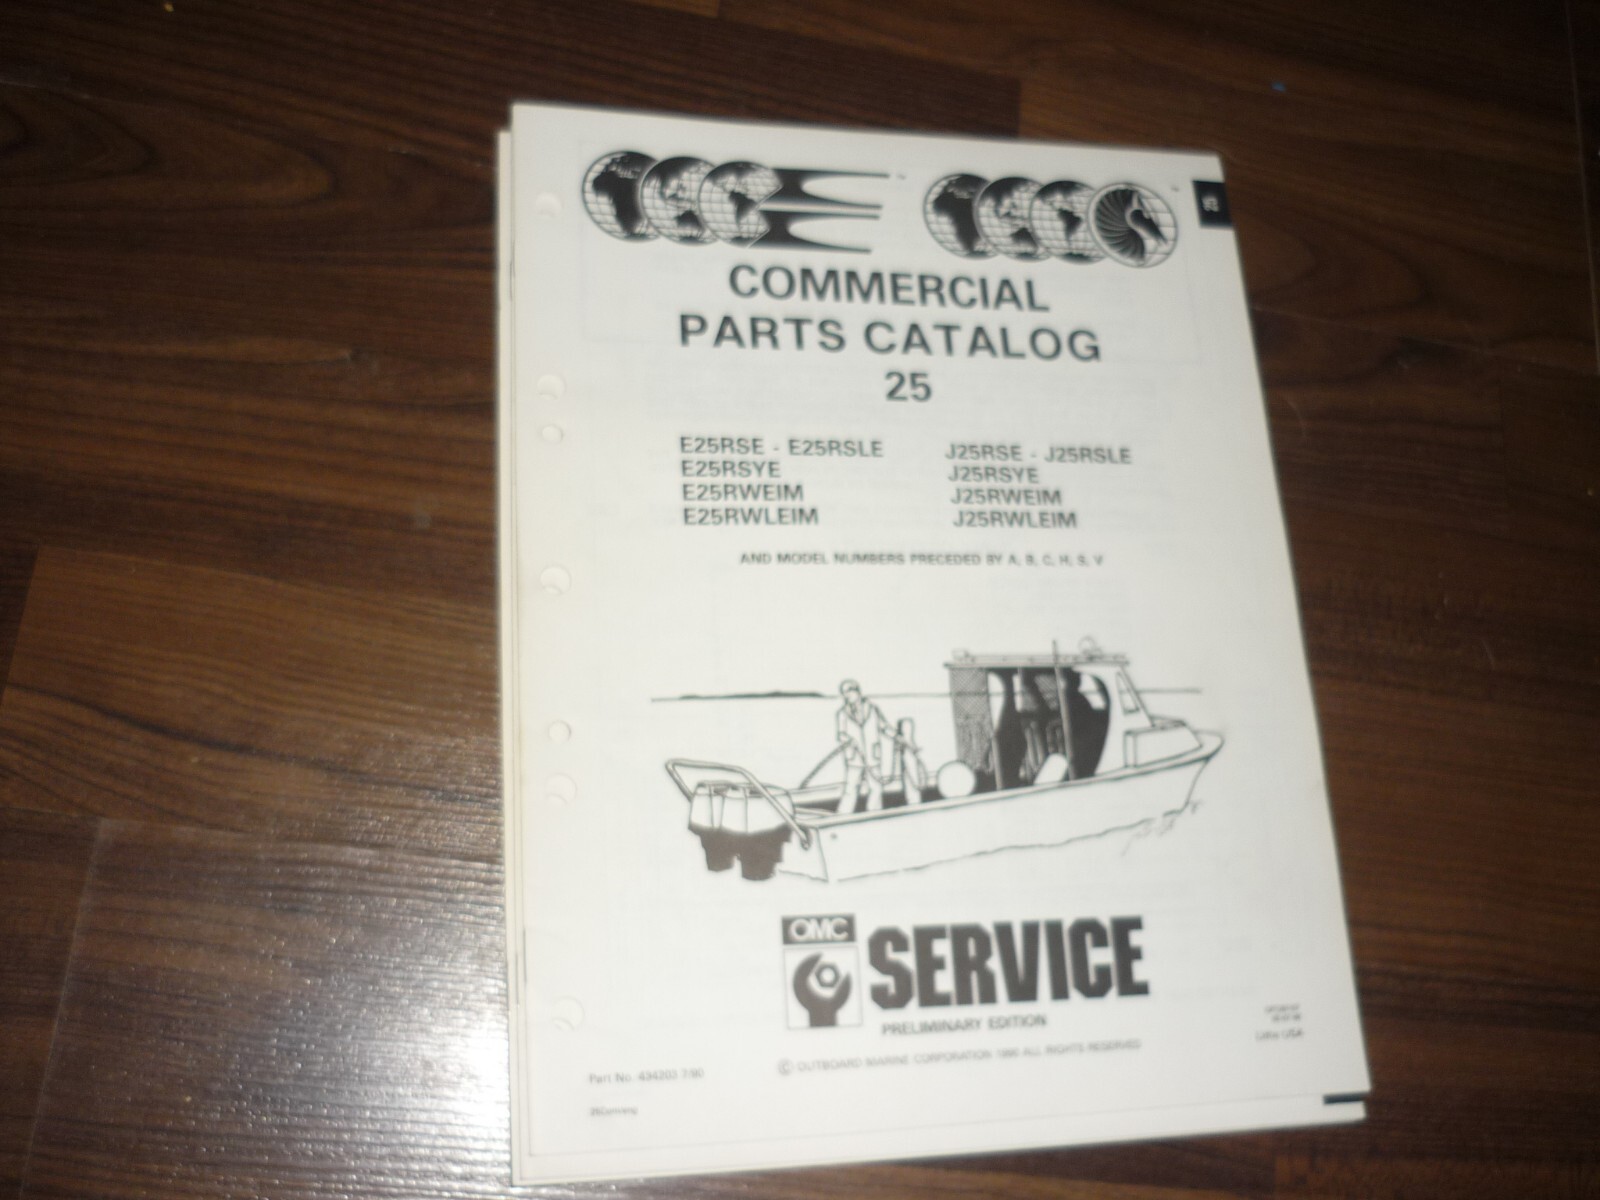 25
COMMERCIAL
PARTS CATALOG
25
E25RSE - E25RSLE
E25RSYE
E25RWEIM
E25RWLEIM
J25RSE - J25RSLE
J25RSYE
J25RWEIM
J25RWLEIM
AND MODEL NUMBERS PRECEDED BY A, B, C, H, S, V
OMC
SERVICE
PRELIMINARY EDITION
© OUTBOARD MARINE CORPORATION 1990 ALL RIGHTS RESERVED
Part No. 434203 7/90
Litho USA